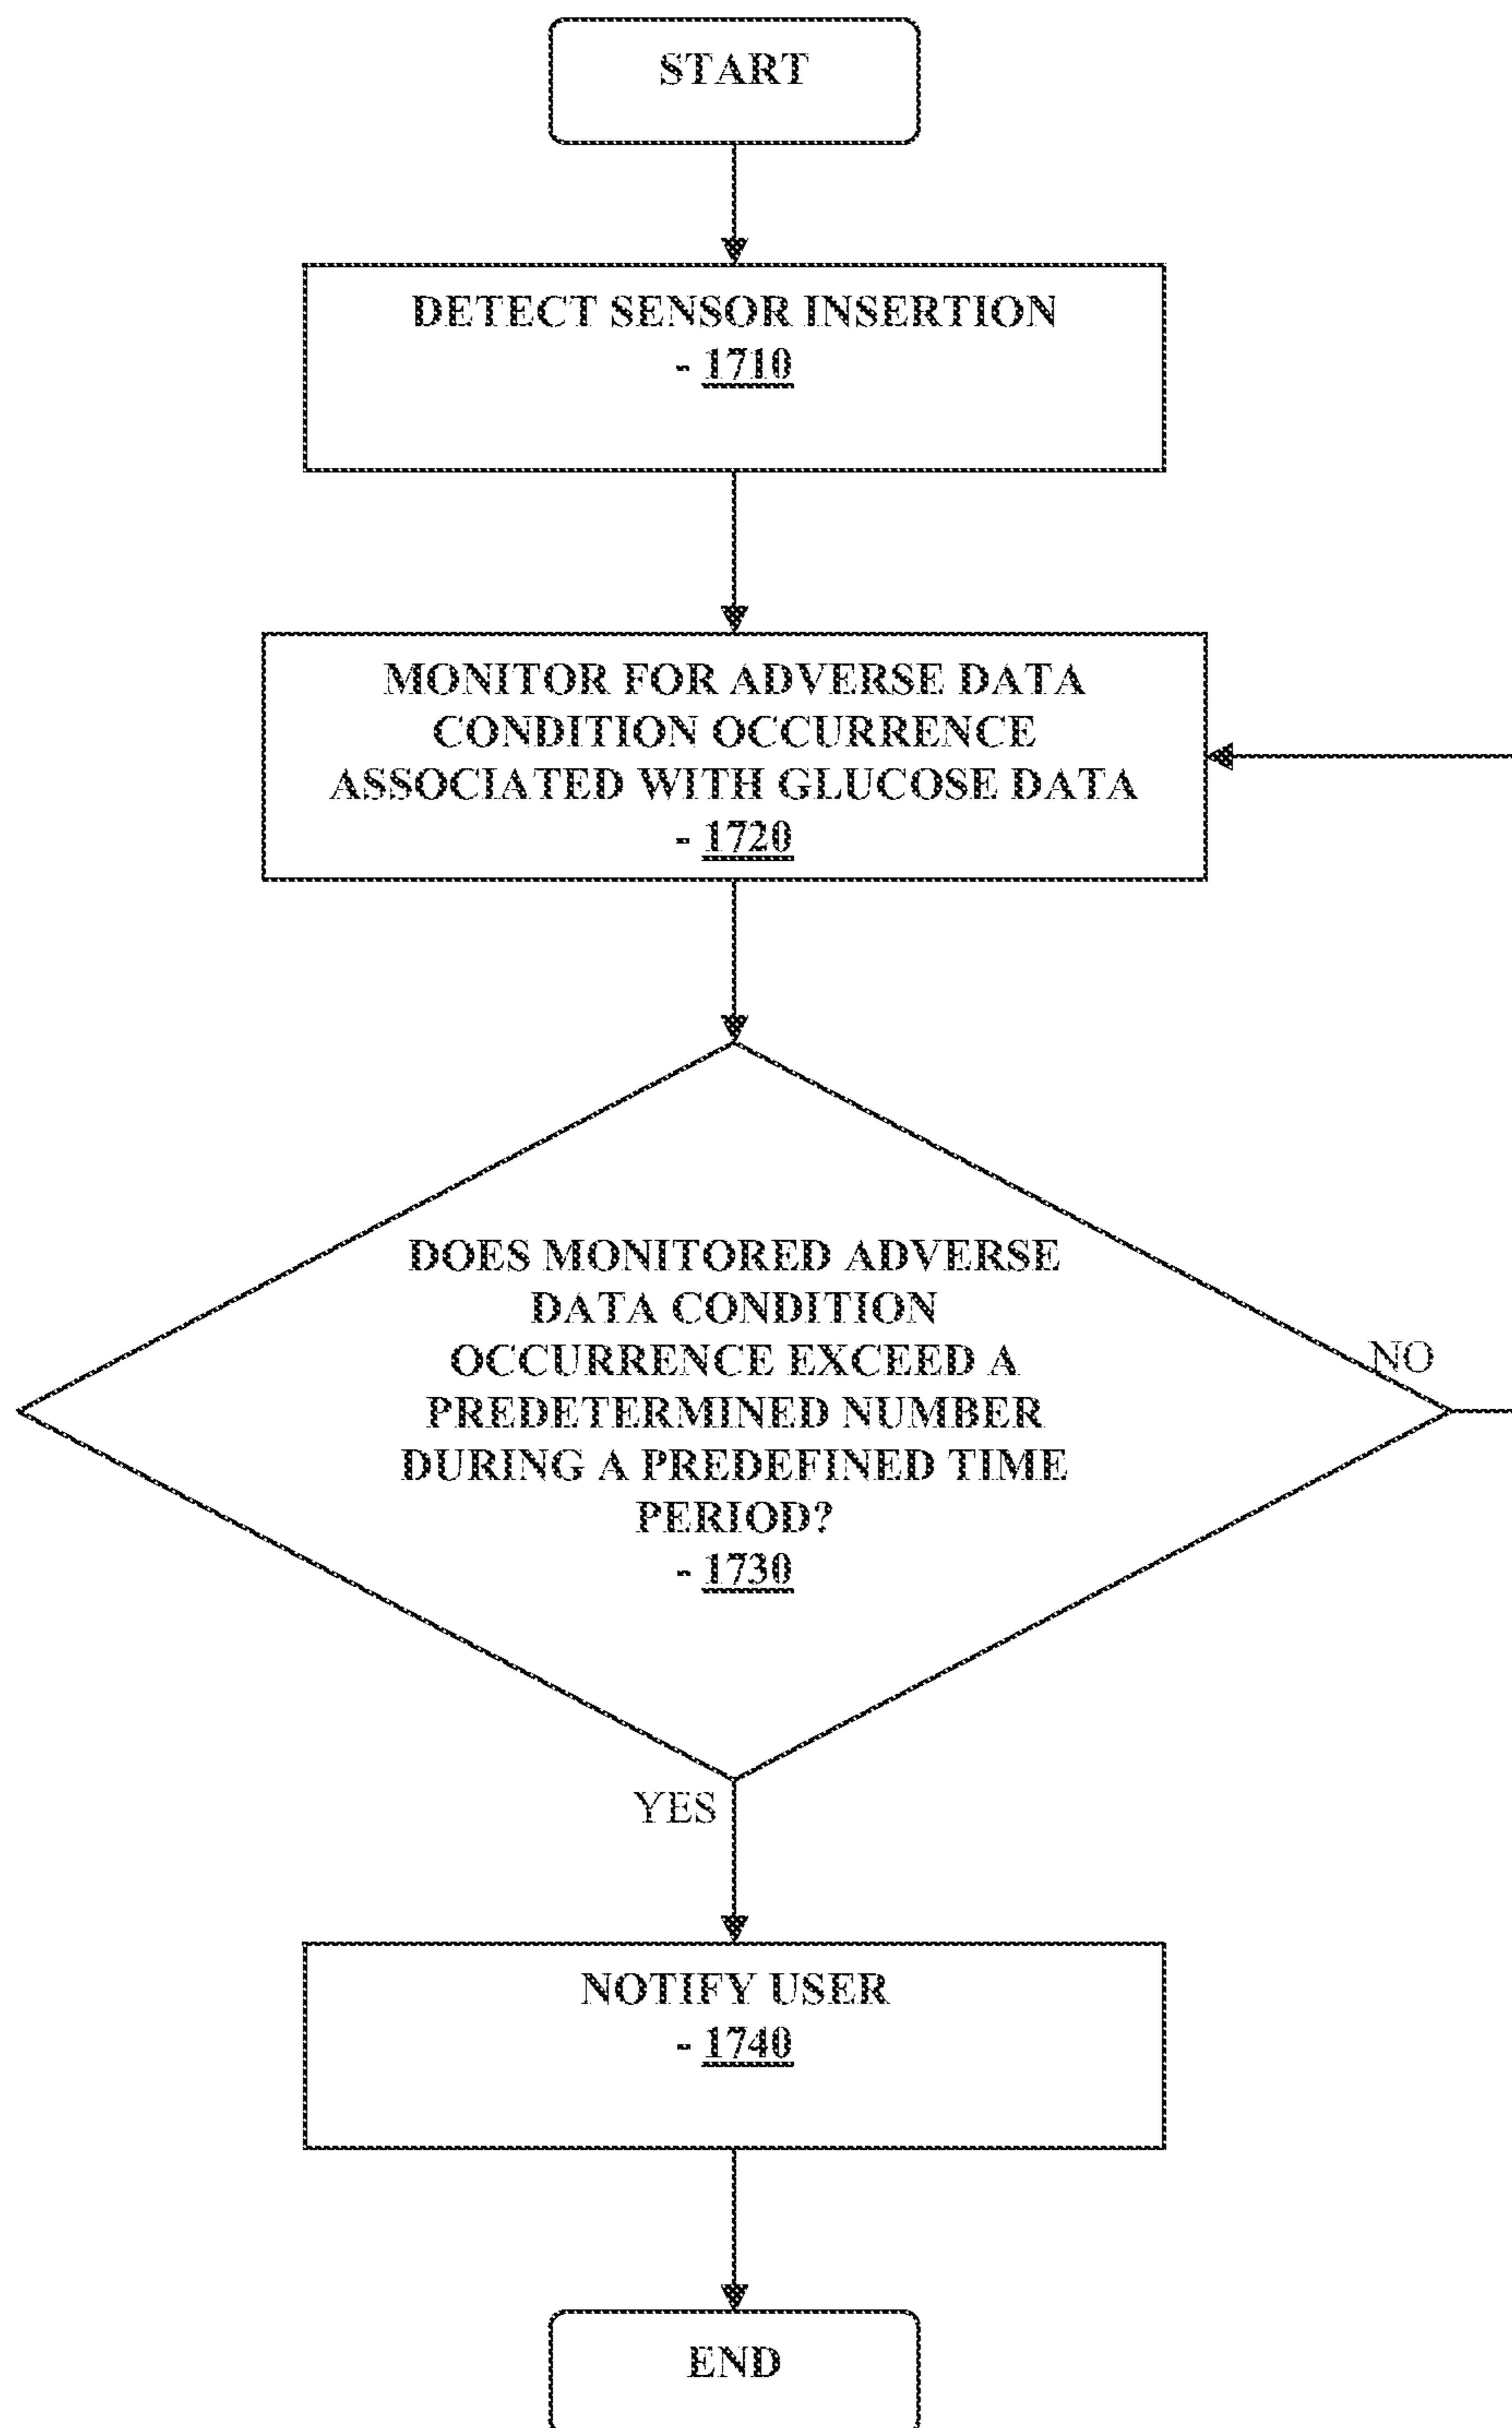 START
DETECT SENSOR INSERTION
- 1710
MONITOR FOR ADVERSE DATA
CONDITION OCCURRENCE
ASSOCIATED WITH GLUCOSE DATA
- 1720
DOES MONITORED ADVERSE
DATA CONDITION
OCCURRENCE EXCEED A
PREDETERMINED NUMBER
DURING A PREDEFINED TIME
PERIOD?
- 1730
NO
YES
NOTIFY USER
- 1740
END